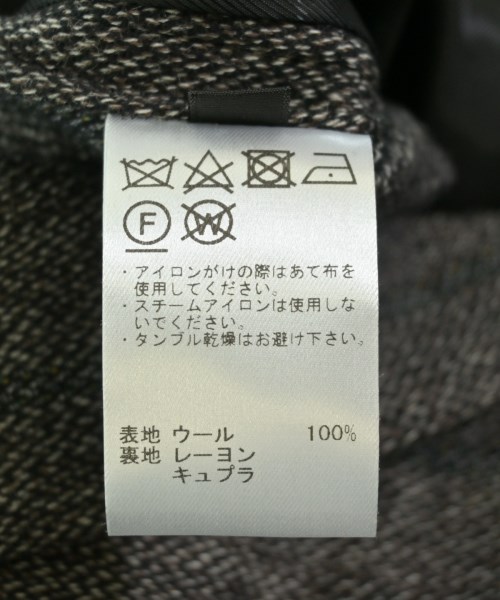 F W
・アイロンがけの際はあて布を
使用してください。
・スチームアイロンは使用しな
いでください。
・タンブル乾燥はお避け下さい。
表地 ウール 100%
裏地 レーヨン
キュプラ